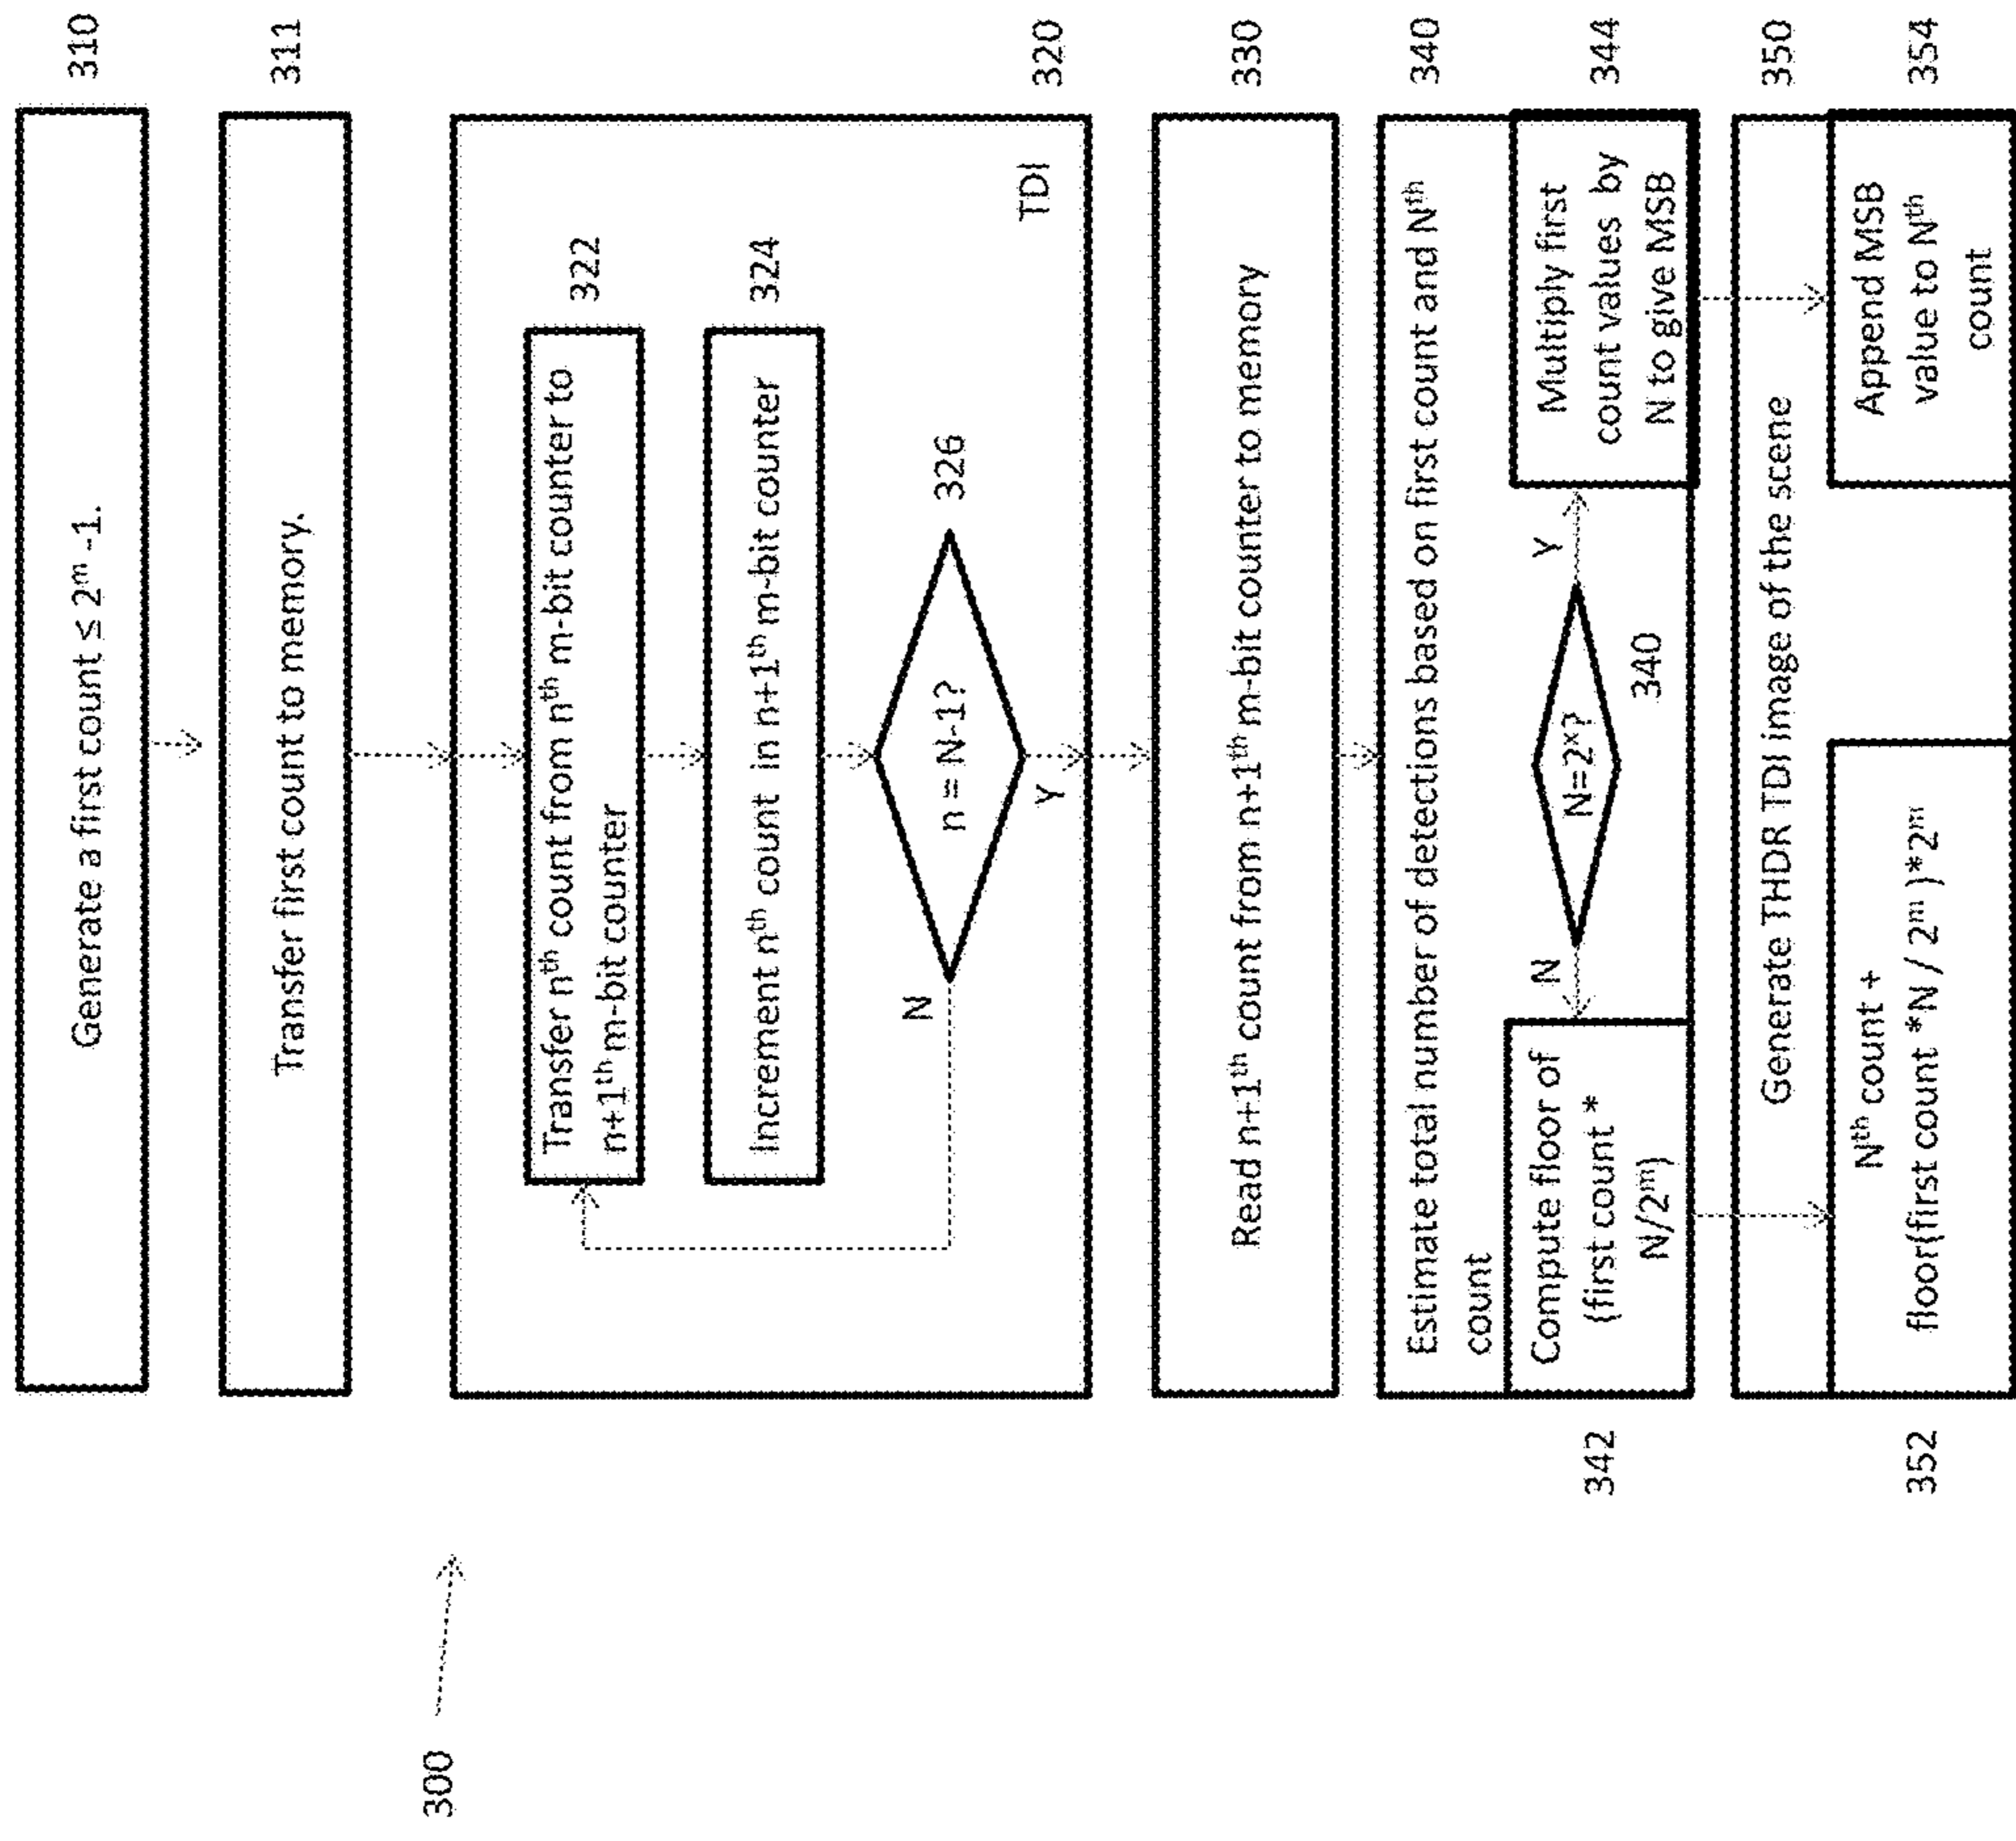 310
Generate a first count ≤ 2ᵐ -1.
311
Transfer first count to memory.
320
TDI
322
Transfer nᵗʰ count from nᵗʰ m-bit counter to
n+1ᵗʰ m-bit counter
324
Increment nᵗʰ count in n+1ᵗʰ m-bit counter
326
n = N-1?
N
Y
330
Read n+1ᵗʰ count from n+1ᵗʰ m-bit counter to memory
340
Estimate total number of detections based on first count and Nᵗʰ
count
342
Compute floor of
(first count *
N/2ᵐ)
N
N=2ˣ?
340
Y
344
Multiply first
count values by
N to give MSB
350
Generate THDR TDI image of the scene
352
Nᵗʰ count +
floor(first count *N / 2ᵐ )*2ᵐ
354
Append MSB
value to Nᵗʰ
count
300